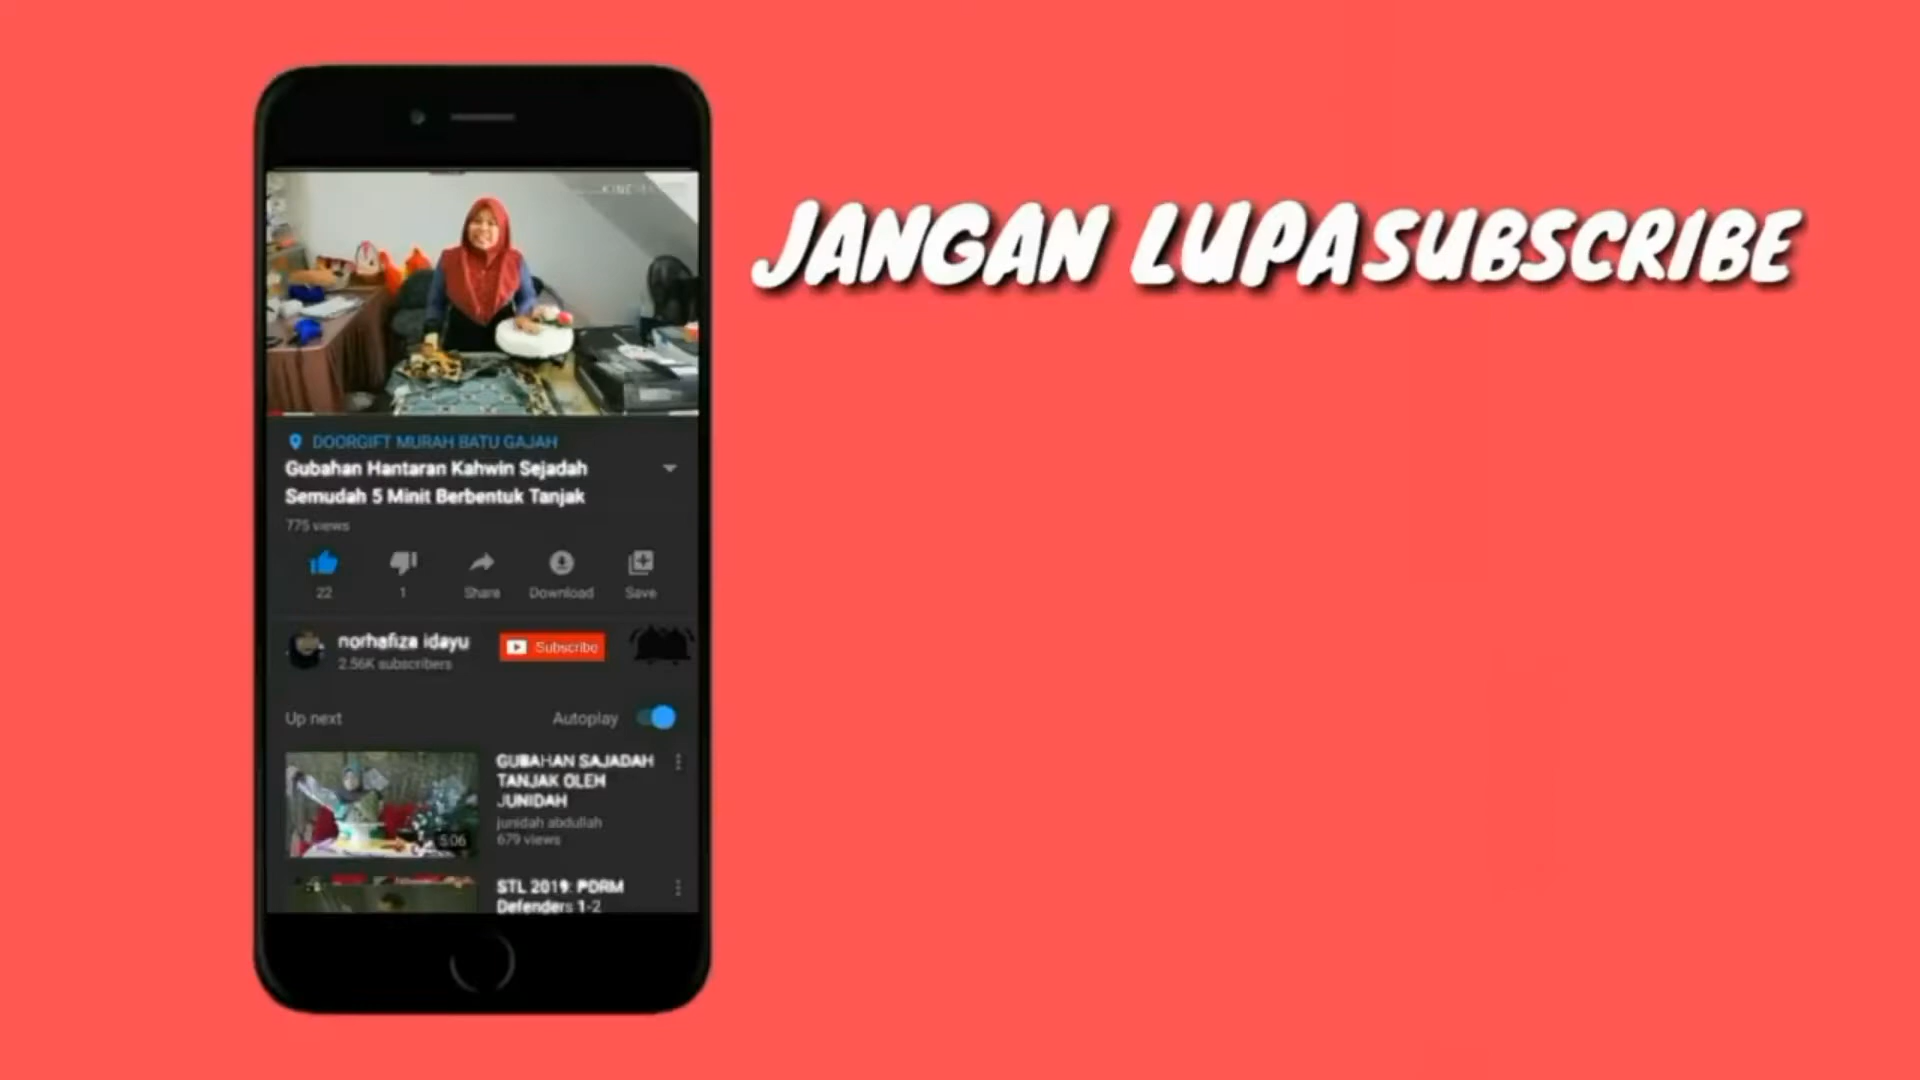 JANGAN LUPA SUBSCRIBE
DOORGIFT MURAH BATU GAJAH
Gubahan Hantaran Kahwin Sejadah
Semudah 5 Minit Berbentuk Tanjak
775 views
22
1
Share
Download
Save
norhafiza idayu
2.56K subscribers
Subscribe
Up next
Autoplay
5:06
GUBAHAN SAJADAH
TANJAK OLEH
JUNIDAH
junidah abdullah
679 views
STL 2019: PDRM
Defenders 1-2